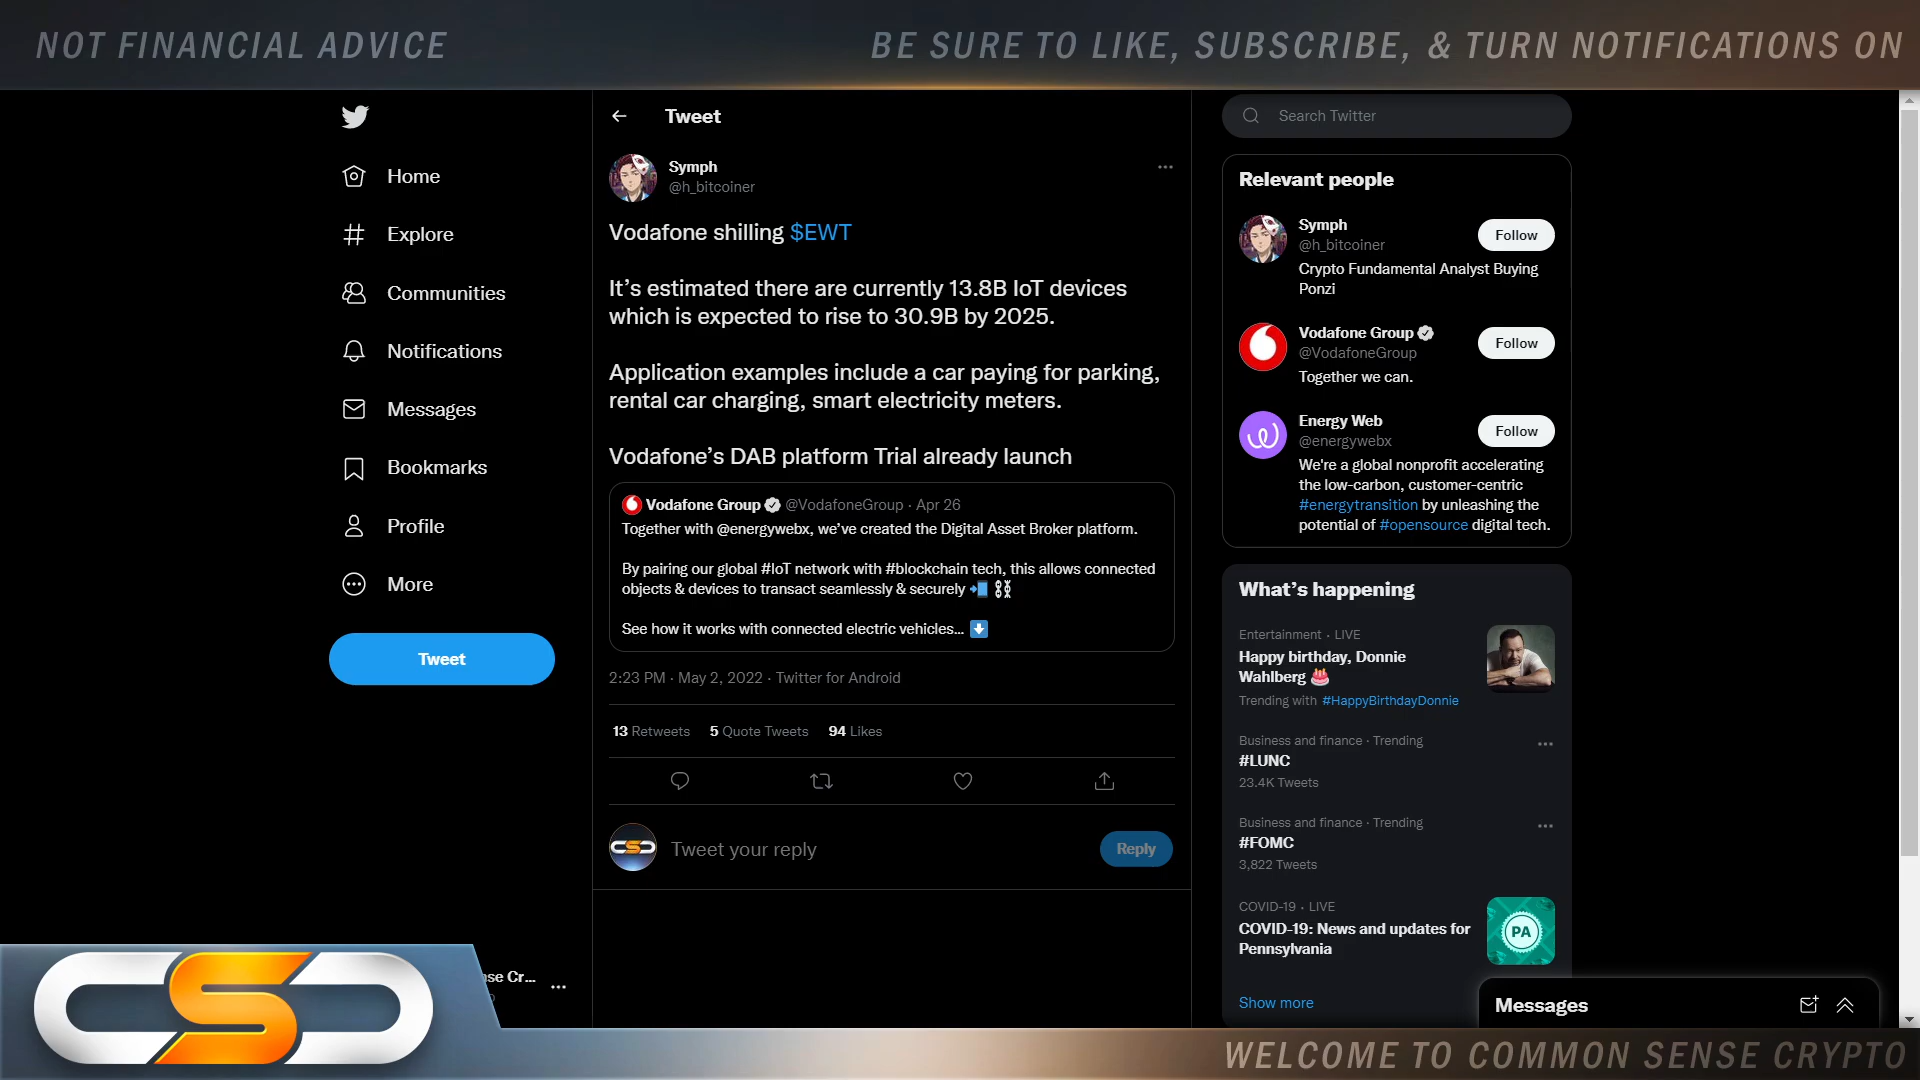 NOT FINANCIAL ADVICE
BE SURE TO LIKE, SUBSCRIBE, & TURN NOTIFICATIONS ON
Home
Explore
Communities
Notifications
Messages
Bookmarks
Profile
More
Tweet
nse Cr...
Tweet
Symph
@h_bitcoiner
Vodafone shilling $EWT
It’s estimated there are currently 13.8B IoT devices
which is expected to rise to 30.9B by 2025.
Application examples include a car paying for parking,
rental car charging, smart electricity meters.
Vodafone’s DAB platform Trial already launch
Vodafone Group @VodafoneGroup · Apr 26
Together with @energywebx, we’ve created the Digital Asset Broker platform.
By pairing our global #IoT network with #blockchain tech, this allows connected
objects & devices to transact seamlessly & securely 📲 ⛓
See how it works with connected electric vehicles... ⬇️
2:23 PM · May 2, 2022 · Twitter for Android
13 Retweets 5 Quote Tweets 94 Likes
Tweet your reply
Reply
Search Twitter
Relevant people
Symph
@h_bitcoiner
Follow
Crypto Fundamental Analyst Buying
Ponzi
Vodafone Group
@VodafoneGroup
Follow
Together we can.
Energy Web
@energywebx
Follow
We're a global nonprofit accelerating
the low-carbon, customer-centric
#energytransition by unleashing the
potential of #opensource digital tech.
What’s happening
Entertainment · LIVE
Happy birthday, Donnie
Wahlberg 🎂
Trending with #HappyBirthdayDonnie
Business and finance · Trending
#LUNC
23.4K Tweets
Business and finance · Trending
#FOMC
3,822 Tweets
COVID-19 · LIVE
COVID-19: News and updates for
Pennsylvania
PA
Show more
Messages
CSC
WELCOME TO COMMON SENSE CRYPTO